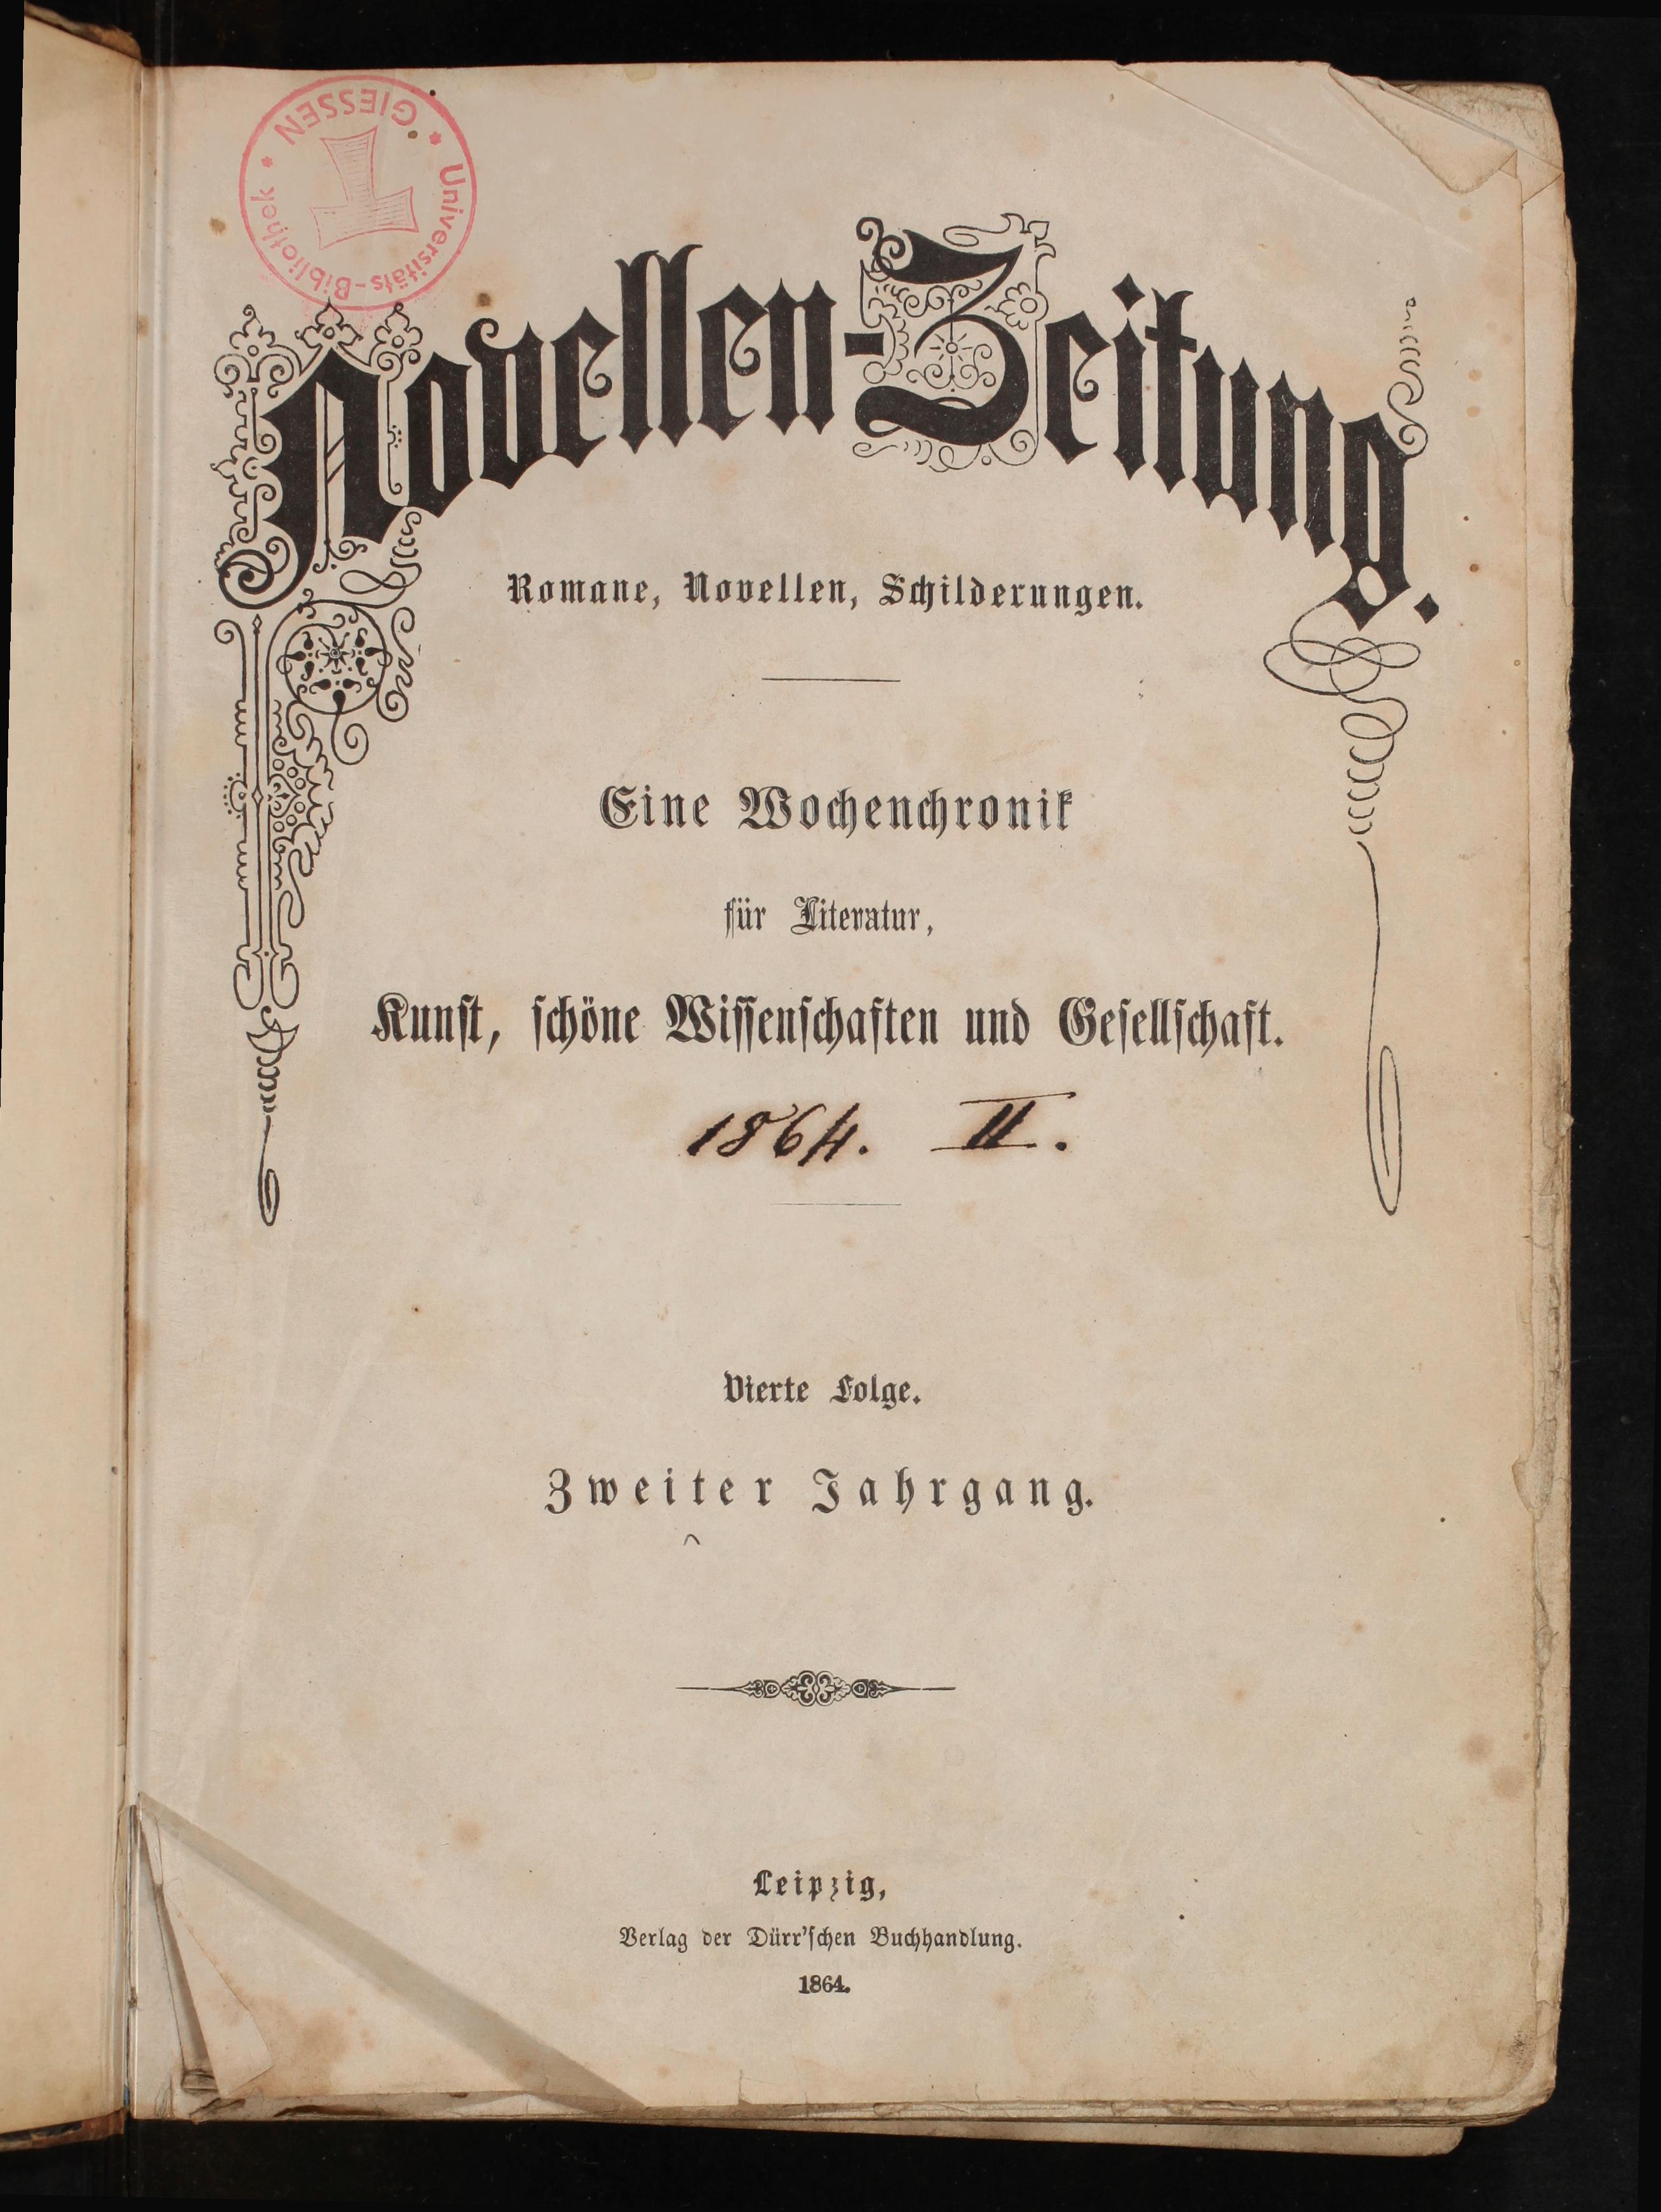 Universitäts-Bibliothek * GIESSEN *
Novellen-Zeitung.
Romane, Novellen, Schilderungen.
Eine Wochenchronik
für Literatur,
Kunſt, ſchöne Wiſſenſchaften und Geſellſchaft.
1864. II.
Vierte Folge.
Zweiter Jahrgang.
Leipzig,
Verlag der Dürr'ſchen Buchhandlung.
1864.